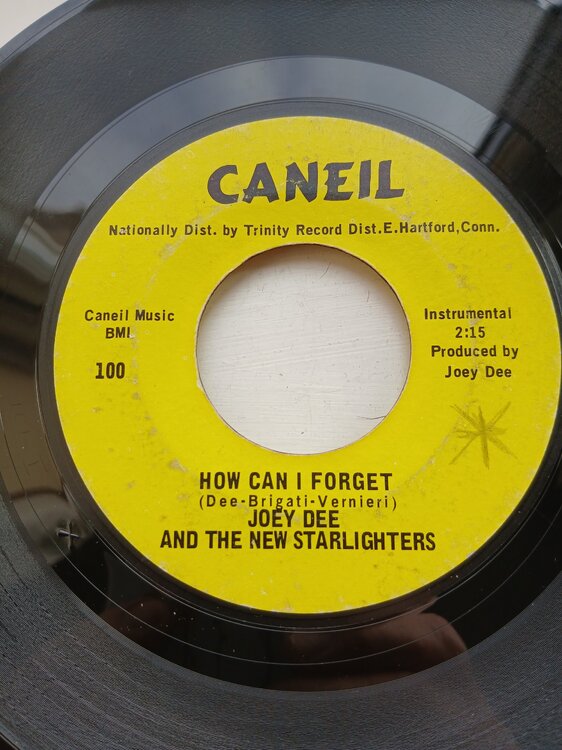 CANEIL
Nationally Dist. by Trinity Record Dist.E.Hartford,Conn.
Caneil Music
BMI
100
Instrumental
2:15
Produced by
Joey Dee
HOW CAN I FORGET
(Dee-Brigati-Vernieri)
JOEY DEE
AND THE NEW STARLIGHTERS